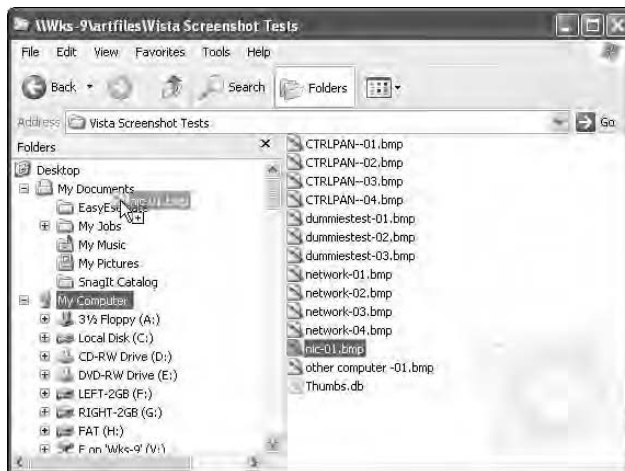 \\Wks-9\artfiles\Vista Screenshot Tests
File Edit View Favorites Tools Help
Back Search Folders
Address Vista Screenshot Tests Go
Folders
Desktop
My Documents
My Jobs
My Music
My Pictures
SnagIt Catalog
My Computer
3½ Floppy (A:)
Local Disk (C:)
CD-RW Drive (D:)
DVD-RW Drive (E:)
LEFT-2GB (F:)
RIGHT-2GB (G:)
FAT (H:)
F on 'Wks-9' (V:)
CTRLPAN--01.bmp
CTRLPAN--02.bmp
CTRLPAN--03.bmp
CTRLPAN--04.bmp
dummiestest-01.bmp
dummiestest-02.bmp
dummiestest-03.bmp
network-01.bmp
network-02.bmp
network-03.bmp
network-04.bmp
nic-01.bmp
other computer -01.bmp
Thumbs.db